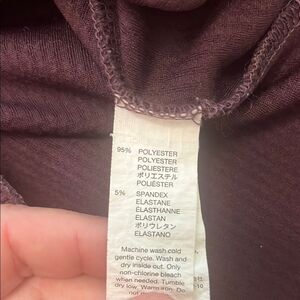 95% POLYESTER
POLYESTER
POLIESTERE
ポリエステル
POLIÉSTER
5% SPANDEX
ELASTANE
ELASTHANNE
ELASTAN
ポリウレタン
ELASTANO
Machine wash cold
gentle cycle. Wash and
dry inside out. Only
non-chlorine bleach
when needed. Tumble
dry low. Warm iron. Do
not